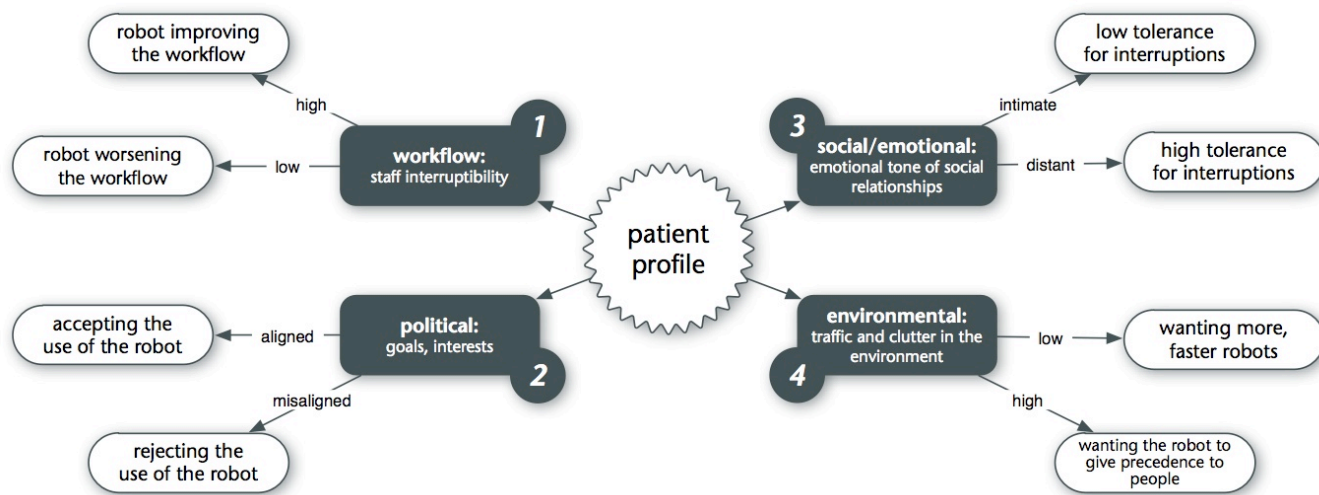 robot improving
the workflow
high
robot worsening
the workflow
low
1
workflow:
staff interruptibility
accepting the
use of the robot
aligned
political:
goals, interests
2
misaligned
rejecting the
use of the robot
patient
profile
3
social/emotional:
emotional tone of social
relationships
intimate
low tolerance
for interruptions
distant
high tolerance
for interruptions
environmental:
traffic and clutter in the
environment
4
low
wanting more,
faster robots
high
wanting the robot to
give precedence to
people